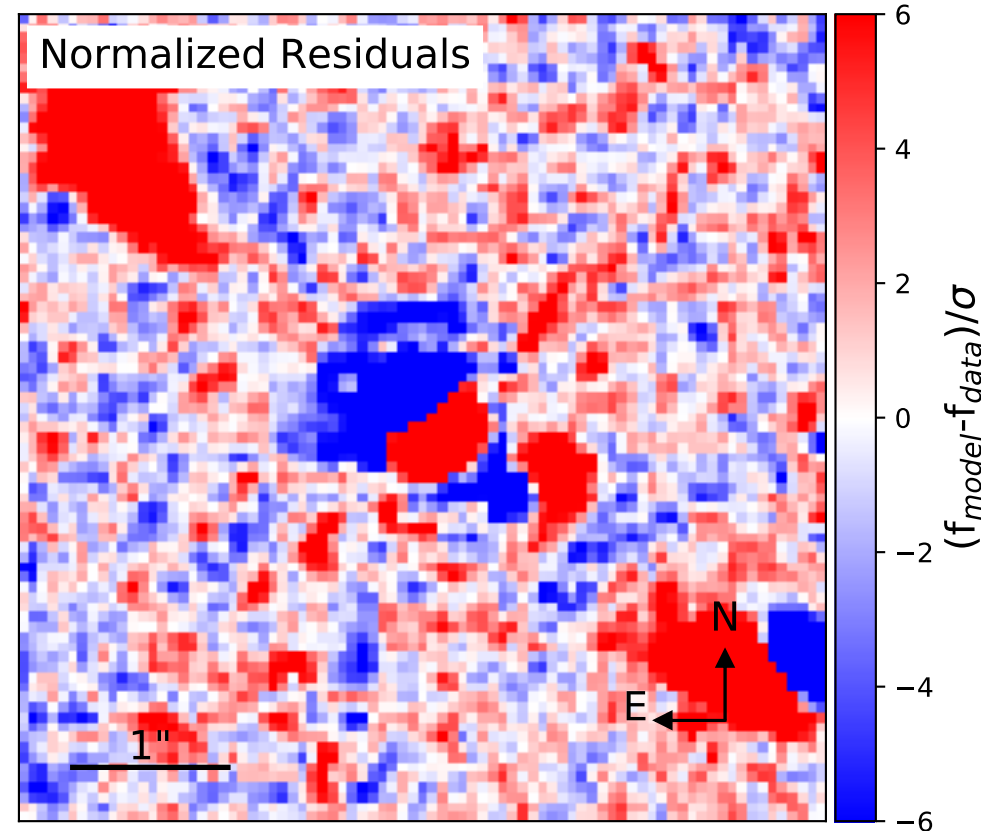 Normalized Residuals
6
4
2
0
−2
−4
−6
(f_model-f_data)/σ
N
E
1"